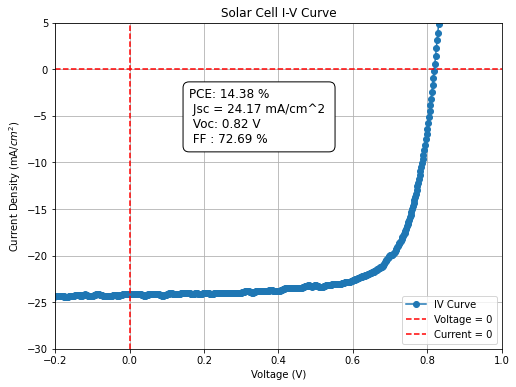 Solar Cell I-V Curve
5
0
−5
−10
−15
−20
−25
−30
Current Density (mA/cm²)
PCE: 14.38 %
Jsc = 24.17 mA/cm^2
Voc: 0.82 V
FF : 72.69 %
IV Curve
Voltage = 0
Current = 0
−0.2 0.0 0.2 0.4 0.6 0.8 1.0
Voltage (V)